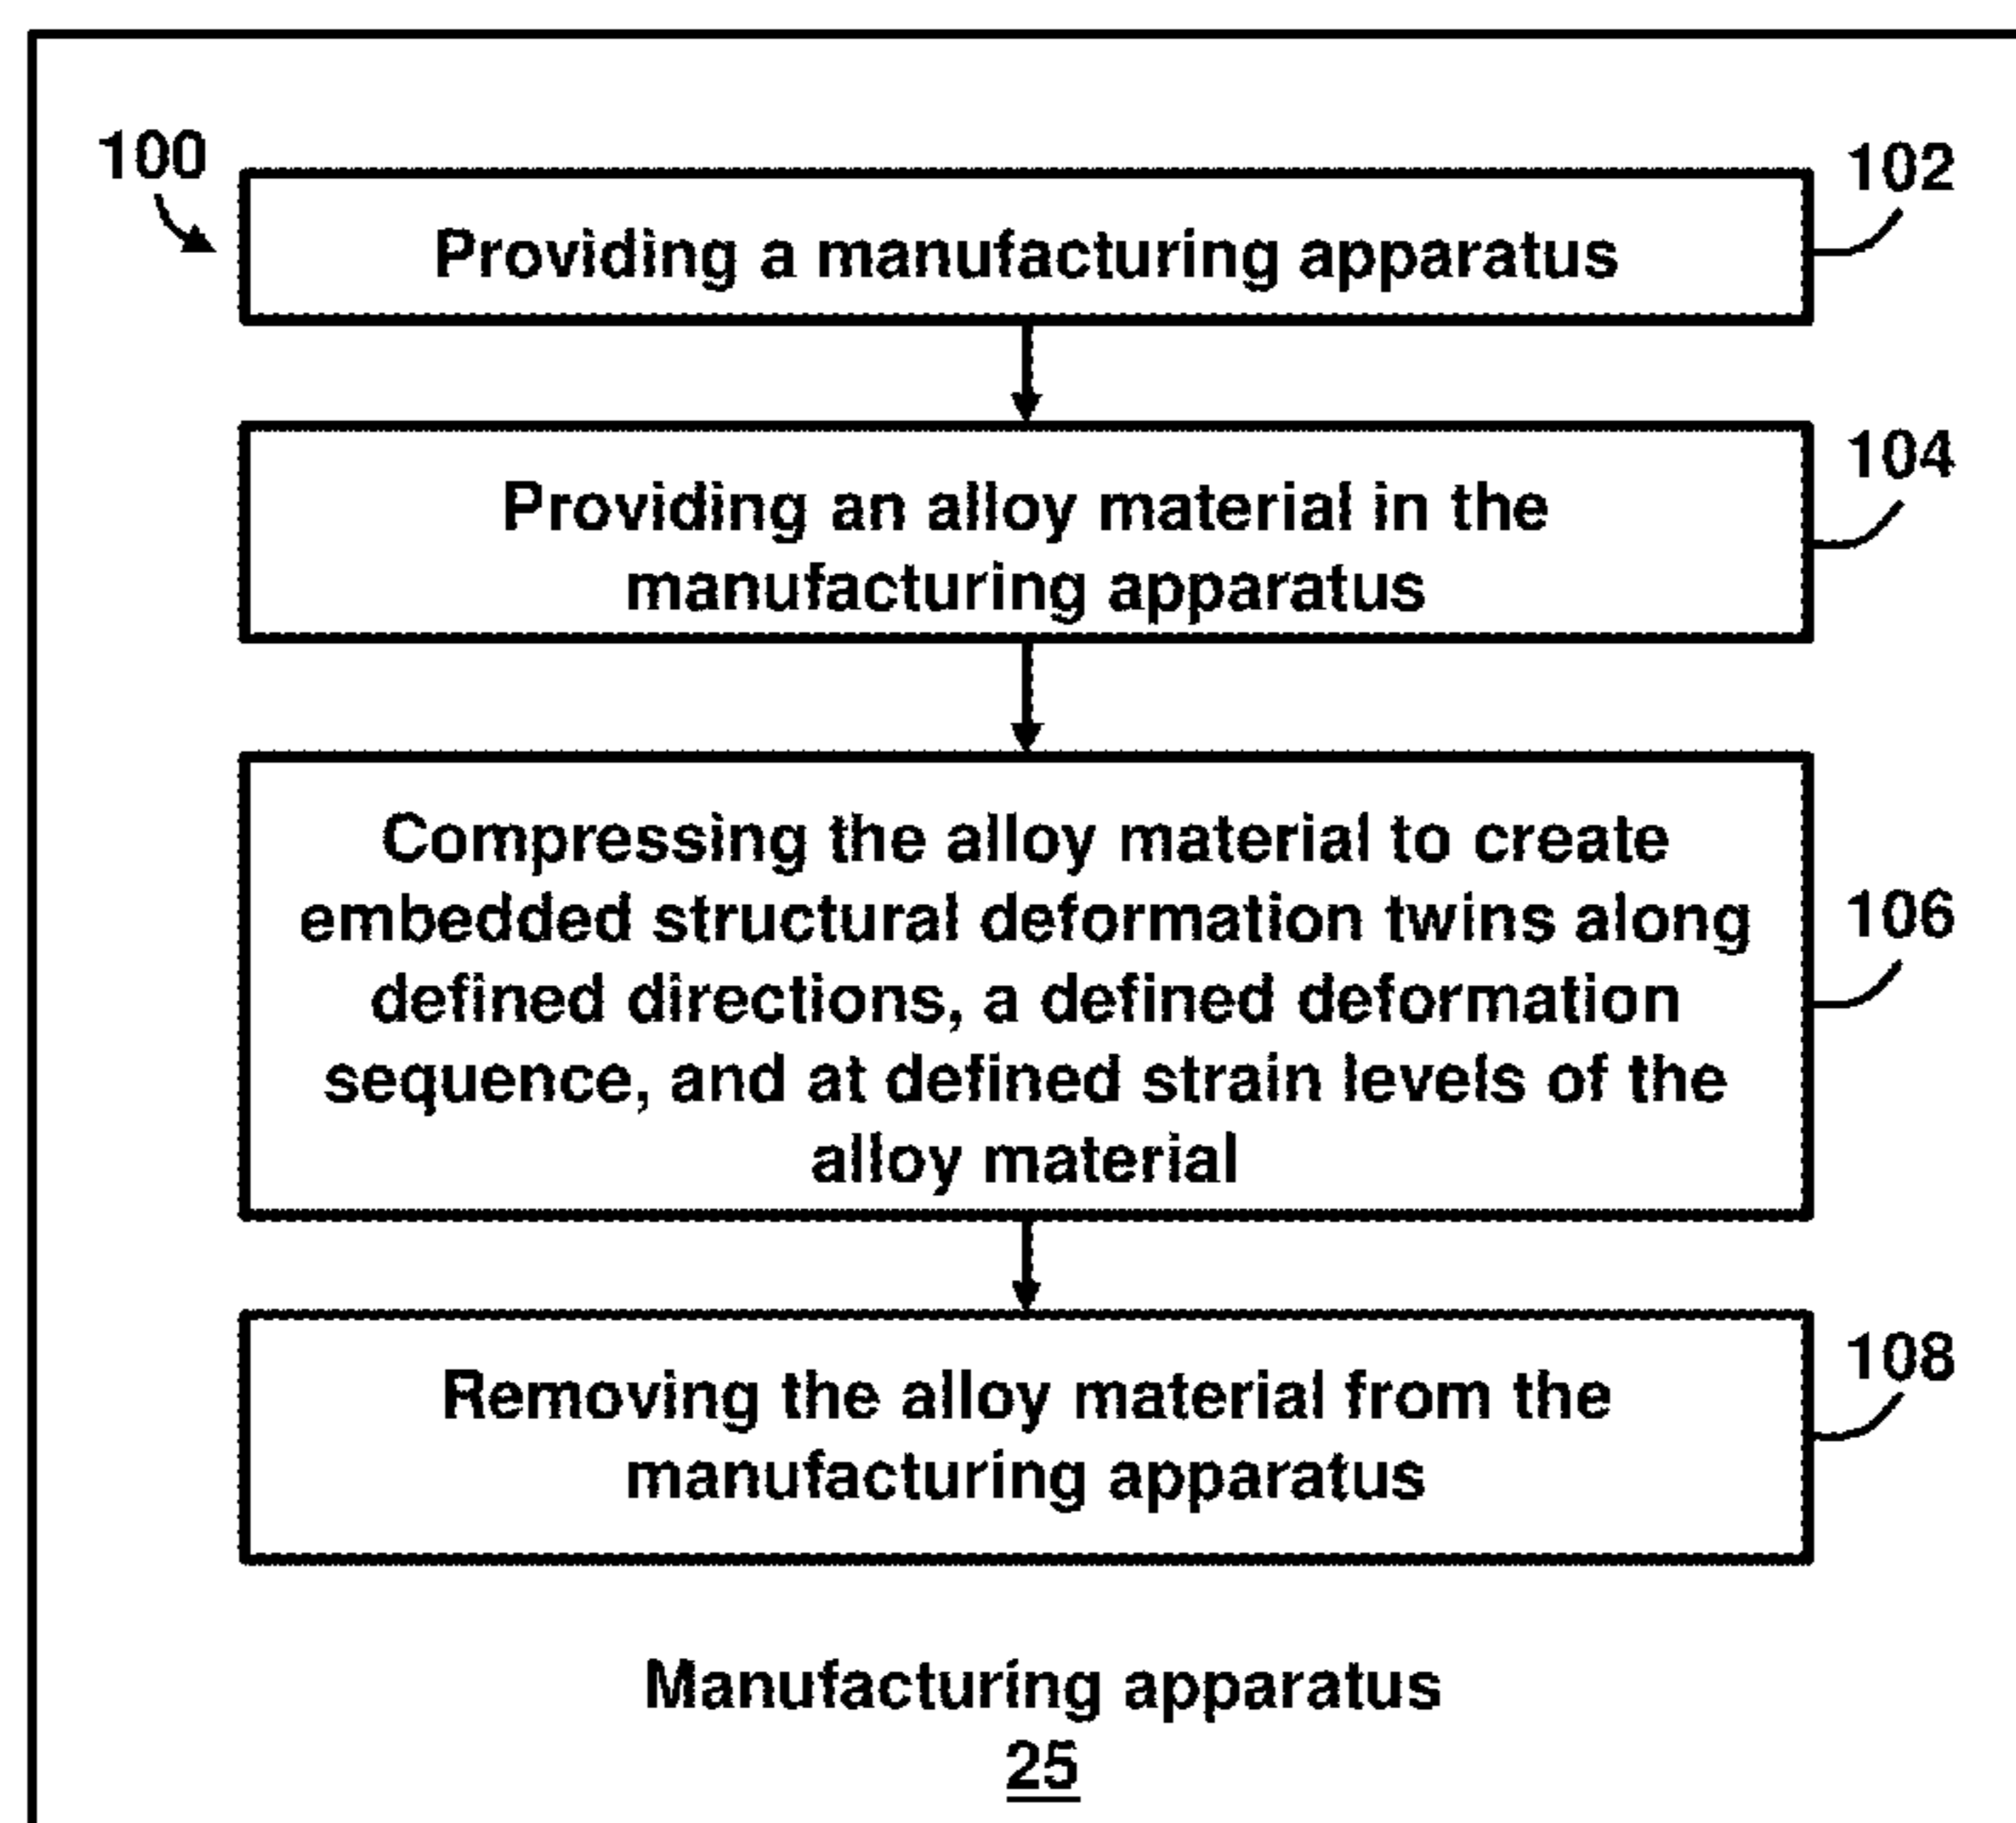 100
102
Providing a manufacturing apparatus
104
Providing an alloy material in the
manufacturing apparatus
Compressing the alloy material to create
embedded structural deformation twins along
106
defined directions, a defined deformation
sequence, and at defined strain levels of the
alloy material
108
Removing the alloy material from the
manufacturing apparatus
Manufacturing apparatus
25